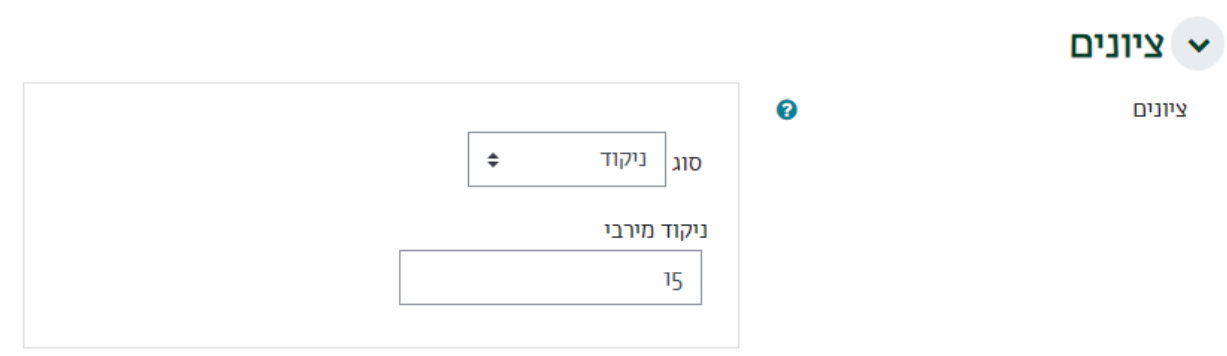 ציונים
ציונים
סוג ניקוד
ניקוד מירבי
15